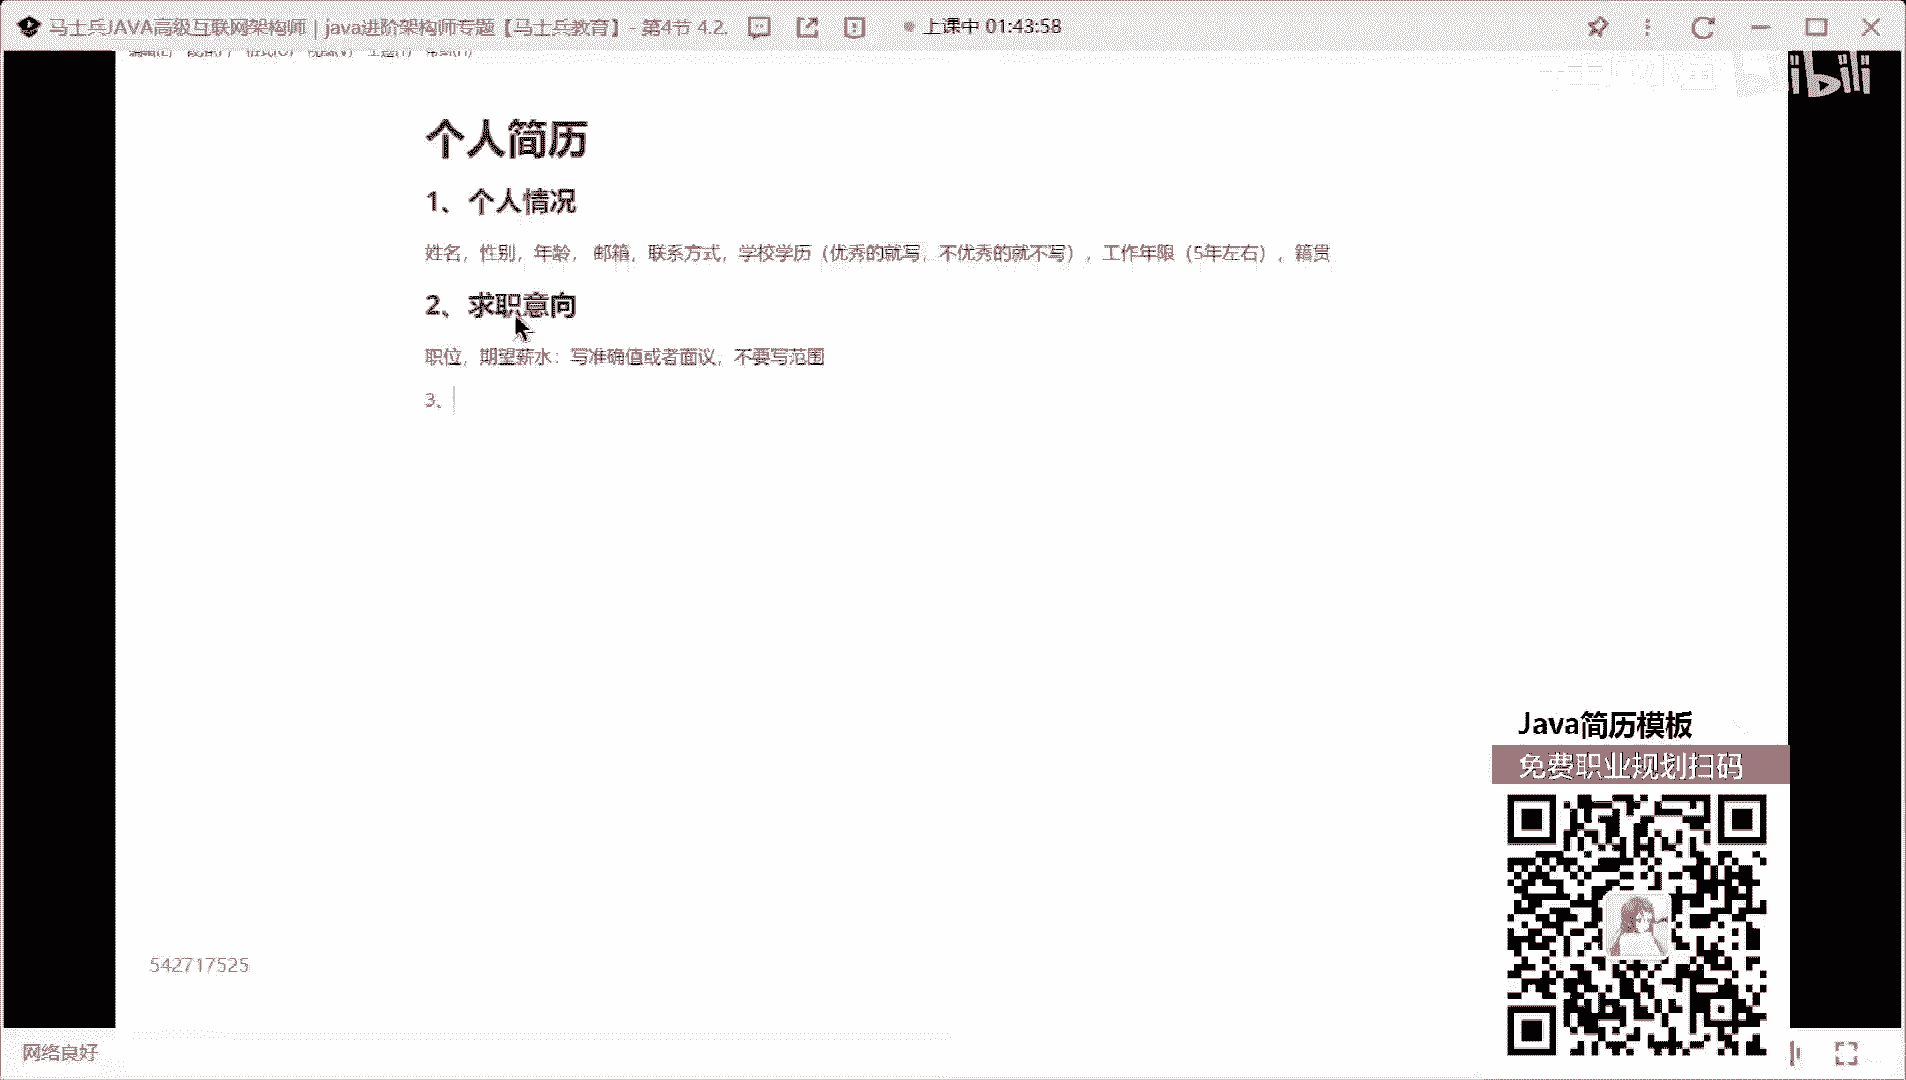 马士兵JAVA高级互联网架构师 | java进阶架构师专题【马士兵教育】- 第4节 4.2.
上课中 01:43:58
bilibili
个人简历
1、个人情况
姓名，性别，年龄， 邮箱，联系方式，学校学历（优秀的就写，不优秀的就不写），工作年限（5年左右），籍贯
2、求职意向
职位，期望薪水：写准确值或者面议，不要写范围
3、
Java简历模板
免费职业规划扫码
542717525
网络良好